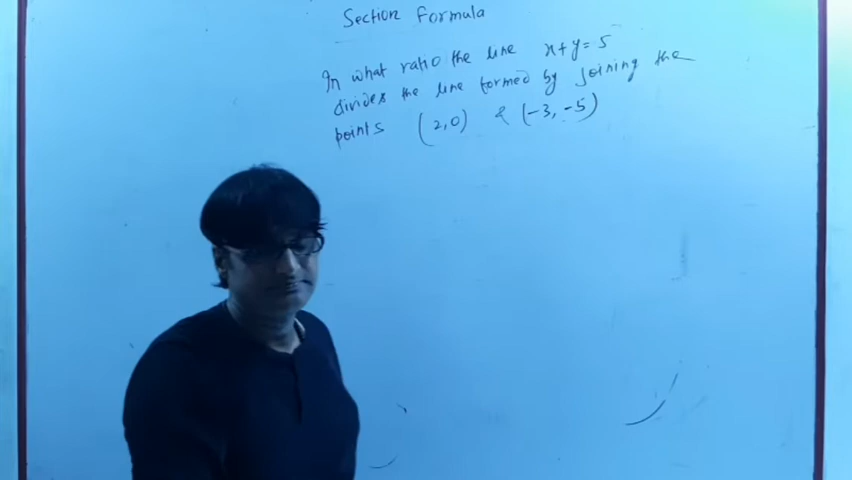 Section Formula
In what ratio the line x+y=5
divides the line formed by Joining the
points (2,0) & (-3,-5)